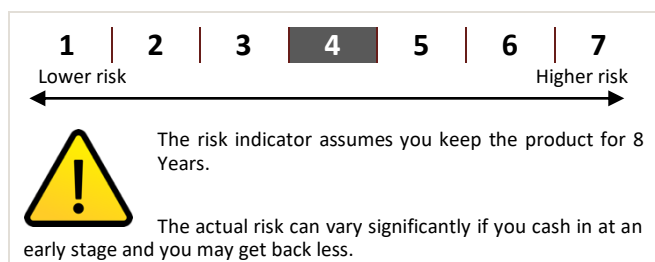 1 2 3 4 5 6 7
Lower risk Higher risk
The risk indicator assumes you keep the product for 8
Years.
The actual risk can vary significantly if you cash in at an
early stage and you may get back less.